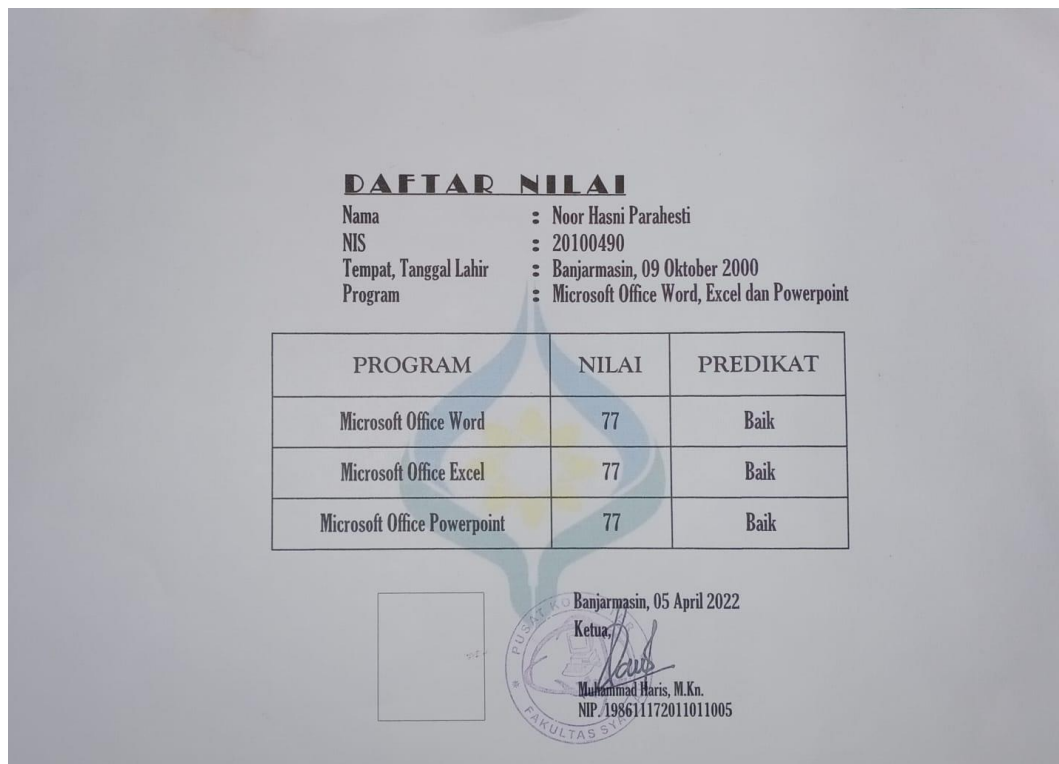 DAFTAR NILAI
Nama : Noor Hasni Parahesti
NIS : 20100490
Tempat, Tanggal Lahir : Banjarmasin, 09 Oktober 2000
Program : Microsoft Office Word, Excel dan Powerpoint
PROGRAM NILAI PREDIKAT
Microsoft Office Word 77 Baik
Microsoft Office Excel 77 Baik
Microsoft Office Powerpoint 77 Baik
Banjarmasin, 05 April 2022
Ketua,
Muhammad Haris, M.Kn.
NIP. 198611172011011005
PUSAT
FAKULTAS